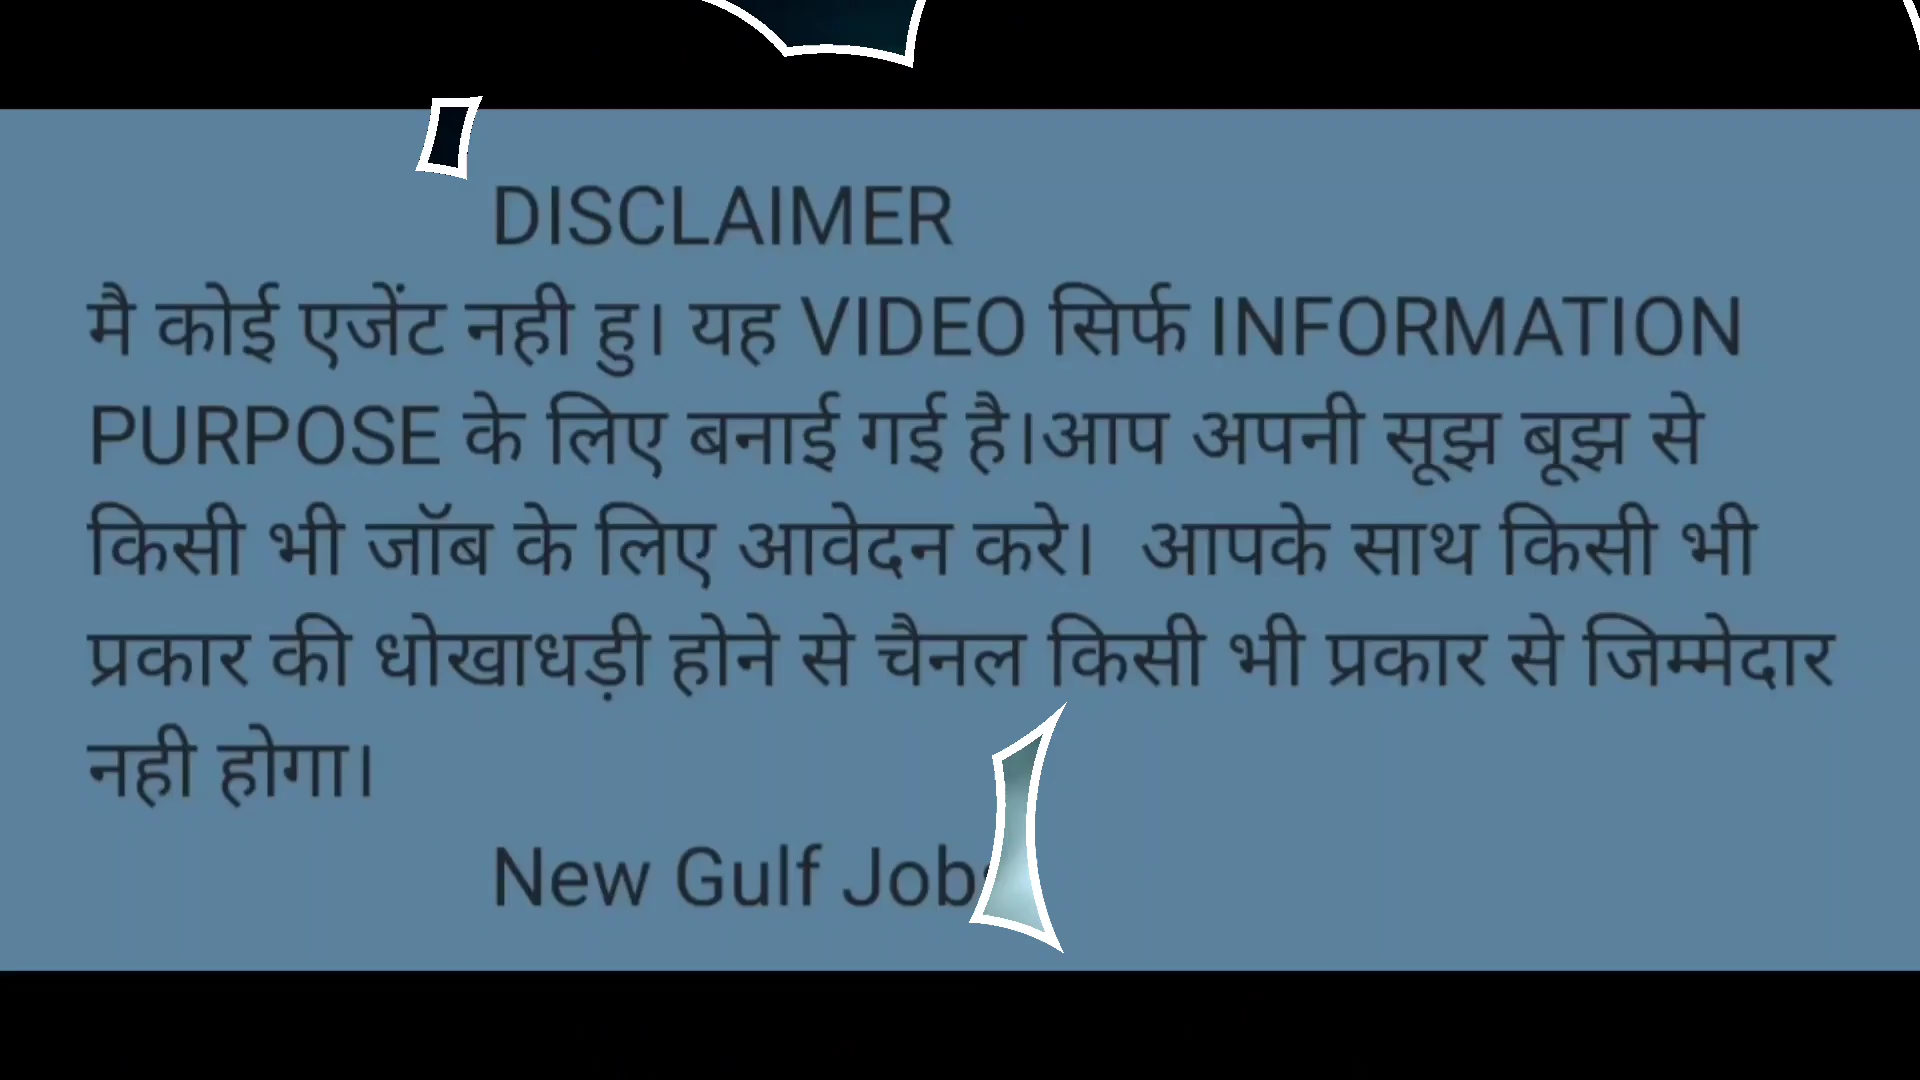 DISCLAIMER
मै कोई एजेंट नही हु। यह VIDEO सिर्फ INFORMATION
PURPOSE के लिए बनाई गई है।आप अपनी सूझ बूझ से
किसी भी जॉब के लिए आवेदन करे। आपके साथ किसी भी
प्रकार की धोखाधड़ी होने से चैनल किसी भी प्रकार से जिम्मेदार
नही होगा।
New Gulf Jobs